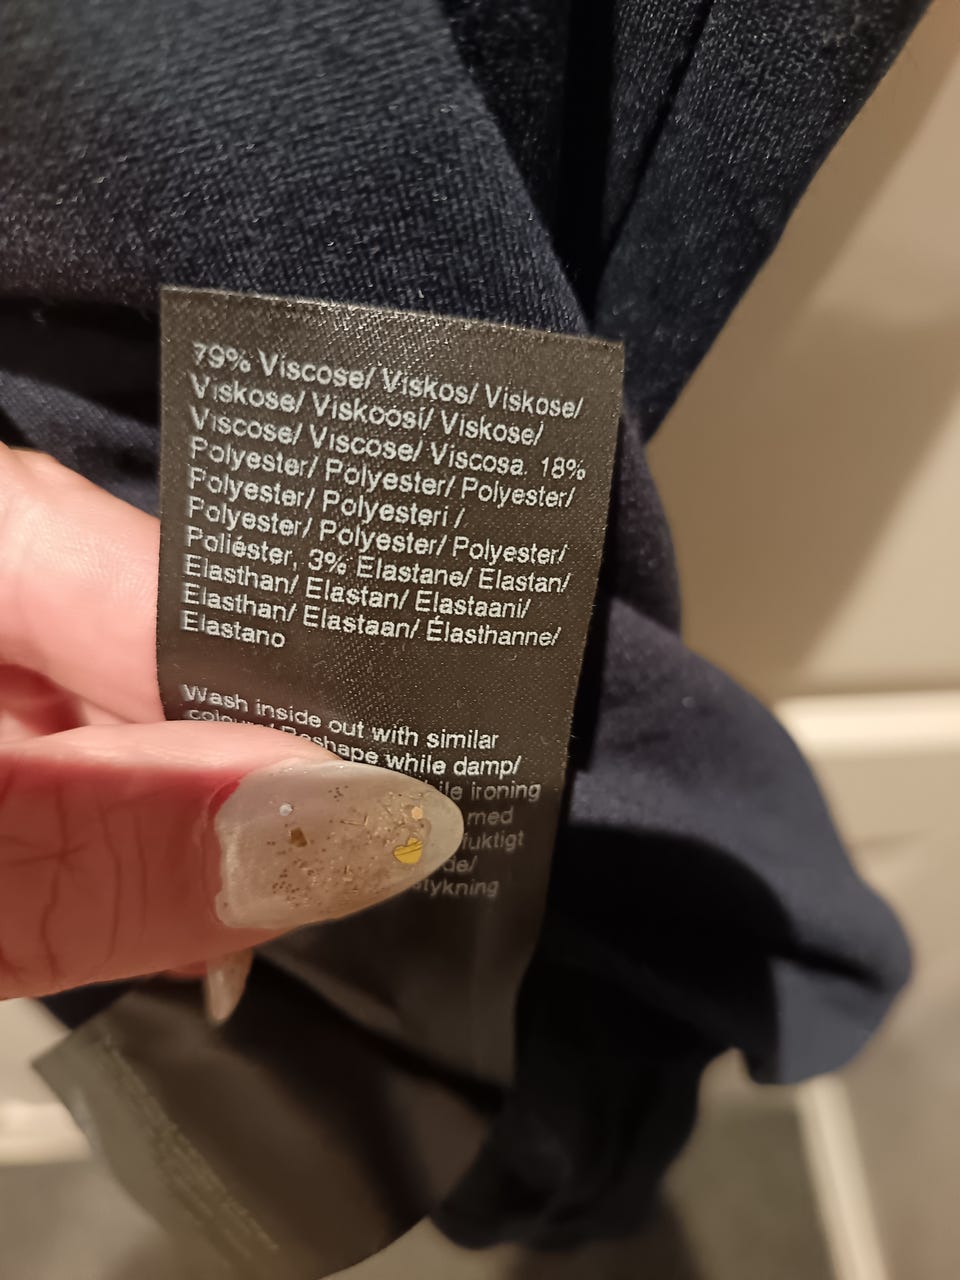 79% Viscose/ Viskos/ Viskose/
Viskose/ Viskoosi/ Viskose/
Viscose/ Viscose/ Viscosa. 18%
Polyester/ Polyester/ Polyester/
Polyester/ Polyesteri /
Polyester/ Polyester/ Polyester/
Poliéster, 3% Elastane/ Elastan/
Elasthan/ Elastan/ Elastaani/
Elasthan/ Elastaan/ Élasthanne/
Elastano
Wash inside out with similar
while damp/
ironing
med
fuktigt